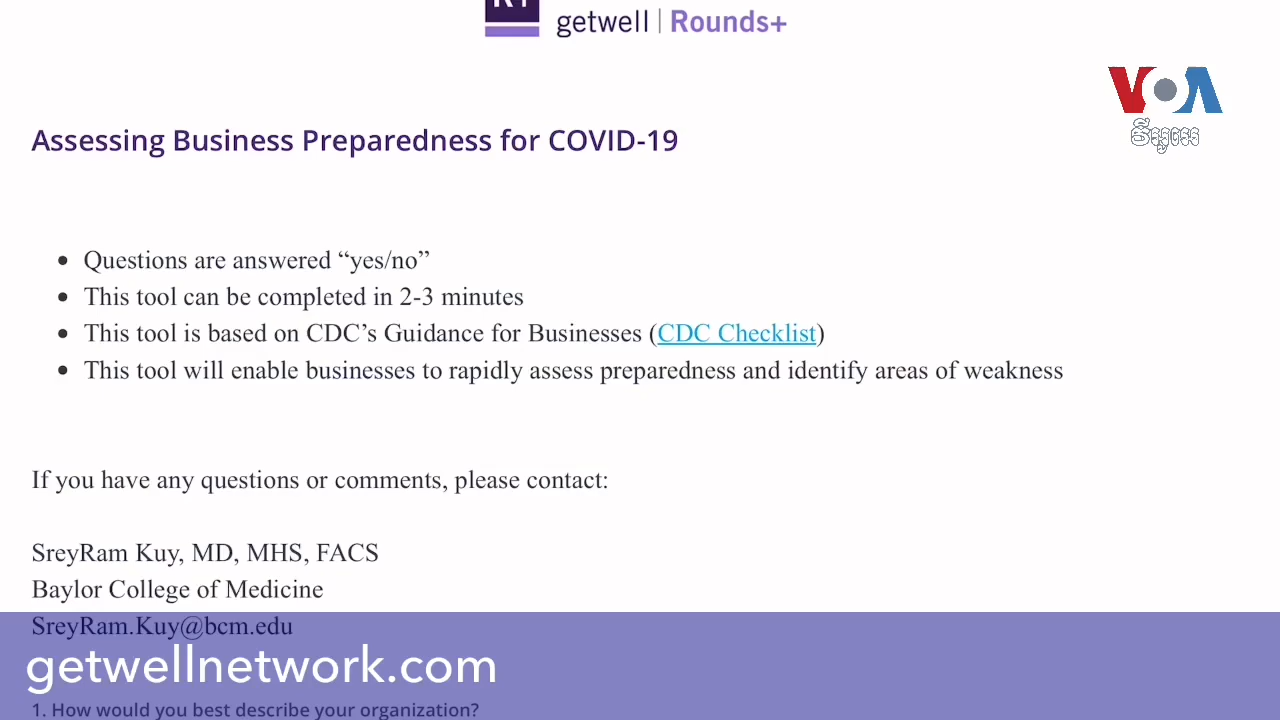 R+
getwell | Rounds+
VOA
ខ្មែរ
Assessing Business Preparedness for COVID-19
Questions are answered “yes/no”
This tool can be completed in 2-3 minutes
This tool is based on CDC’s Guidance for Businesses (CDC Checklist)
This tool will enable businesses to rapidly assess preparedness and identify areas of weakness
If you have any questions or comments, please contact:
SreyRam Kuy, MD, MHS, FACS
Baylor College of Medicine
SreyRam.Kuy@bcm.edu
getwellnetwork.com
1. How would you best describe your organization?